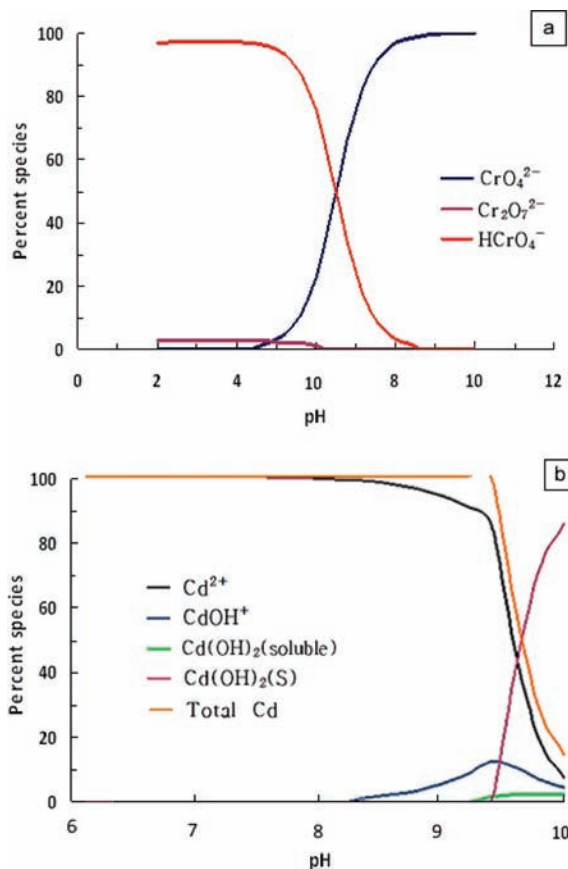 a
100
80
60
40
20
0
Percent species
CrO₄²⁻
Cr₂O₇²⁻
HCrO₄⁻
0 2 4 10 8 10 12
pH
b
100
80
60
40
20
0
Percent species
Cd²⁺
CdOH⁺
Cd(OH)₂(soluble)
Cd(OH)₂(S)
Total Cd
6 7 8 9 10
pH